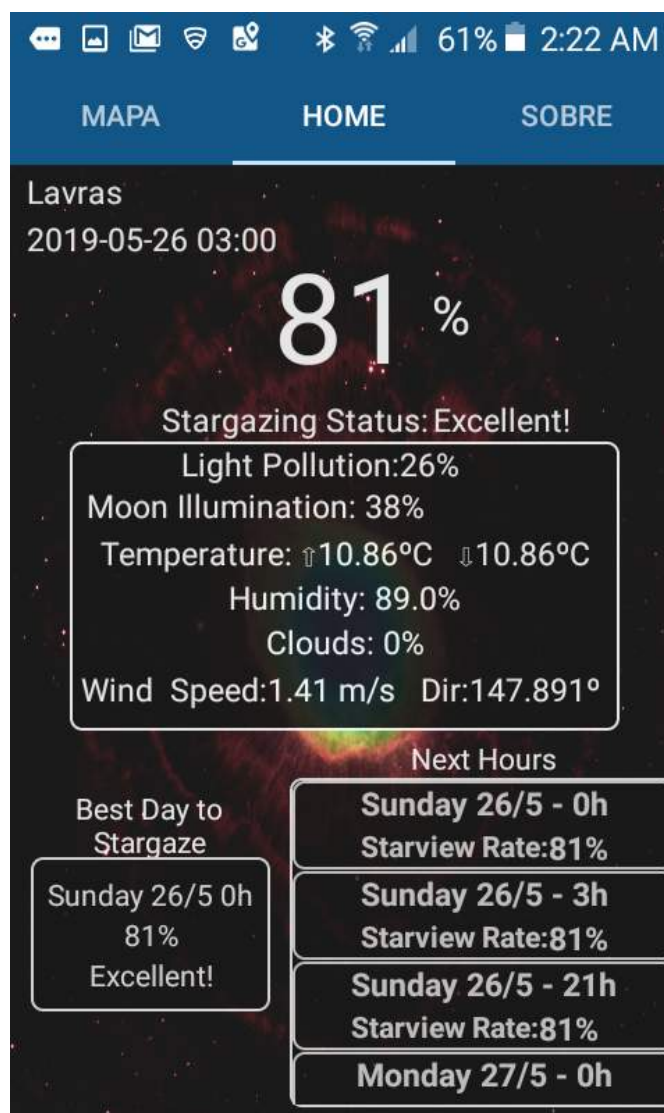 61% 2:22 AM
MAPA HOME SOBRE
Lavras
2019-05-26 03:00
81 %
Stargazing Status:Excellent!
Light Pollution:26%
Moon Illumination: 38%
Temperature: ⇧10.86ºC ⇩10.86ºC
Humidity: 89.0%
Clouds: 0%
Wind Speed:1.41 m/s Dir:147.891º
Best Day to
Stargaze
Sunday 26/5 0h
81%
Excellent!
Next Hours
Sunday 26/5 - 0h
Starview Rate:81%
Sunday 26/5 - 3h
Starview Rate:81%
Sunday 26/5 - 21h
Starview Rate:81%
Monday 27/5 - 0h